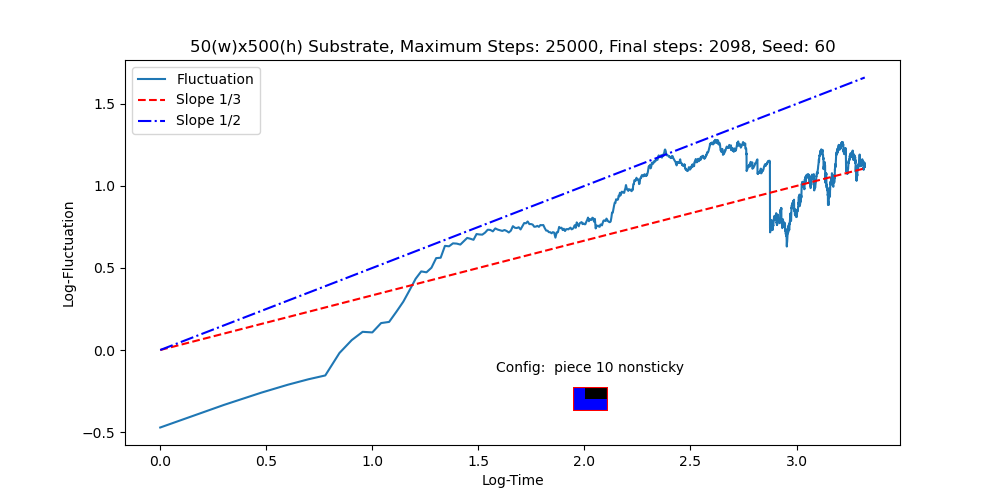 50(w)x500(h) Substrate, Maximum Steps: 25000, Final steps: 2098, Seed: 60
Fluctuation
Slope 1/3
Slope 1/2
1.5
1.0
0.5
0.0
−0.5
Log-Fluctuation
Config:  piece 10 nonsticky
0.0 0.5 1.0 1.5 2.0 2.5 3.0
Log-Time